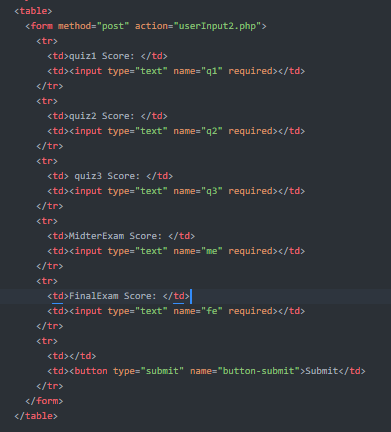 <table>
<form method="post" action="userInput2.php">
<tr>
<td>quiz1 Score: </td>
<td><input type="text" name="q1" required></td>
</tr>
<tr>
<td>quiz2 Score: </td>
<td><input type="text" name="q2" required></td>
</tr>
<tr>
<td> quiz3 Score: </td>
<td><input type="text" name="q3" required></td>
</tr>
<tr>
<td>MidterExam Score: </td>
<td><input type="text" name="me" required></td>
</tr>
<tr>
<td>FinalExam Score: </td>
<td><input type="text" name="fe" required></td>
</tr>
<tr>
<td></td>
<td><button type="submit" name="button-submit">Submit</td>
</tr>
</form>
</table>